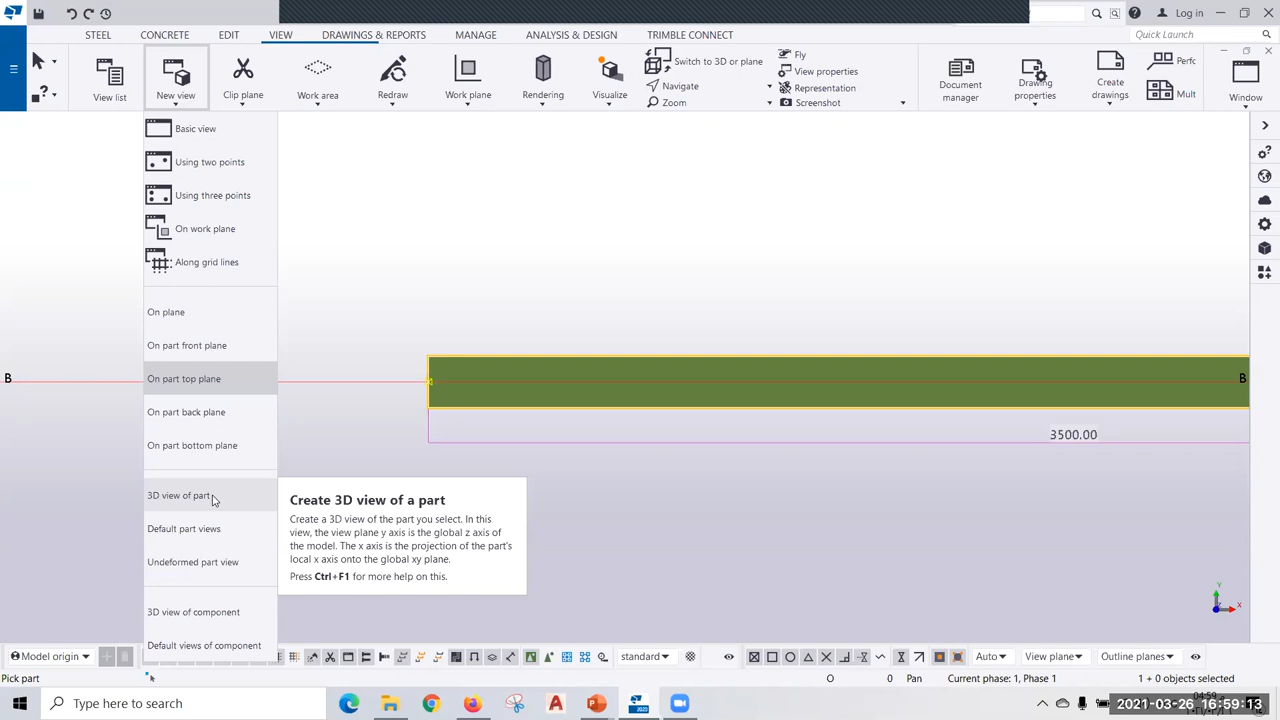 Log in
STEEL CONCRETE EDIT VIEW DRAWINGS & REPORTS MANAGE ANALYSIS & DESIGN TRIMBLE CONNECT Quick Launch
View list
New view
Clip plane
Work area
Redraw
Work plane
Rendering
Visualize
Switch to 3D or plane
Navigate
Zoom
Fly
View properties
Representation
Screenshot
Document manager
Drawing properties
Create drawings
Perfc
Mult
Window
Basic view
Using two points
Using three points
On work plane
Along grid lines
On plane
On part front plane
On part top plane
On part back plane
On part bottom plane
3D view of part
Default part views
Undeformed part view
3D view of component
Default views of component
Create 3D view of a part
Create a 3D view of the part you select. In this
view, the view plane y axis is the global z axis of
the model. The x axis is the projection of the part's
local x axis onto the global xy plane.
Press Ctrl+F1 for more help on this.
B
B
3500.00
Y
X
Model origin standard Auto View plane Outline planes
Pick part O 0 Pan Current phase: 1, Phase 1 1 + 0 objects selected
Type here to search
2021-03-26 16:59:13